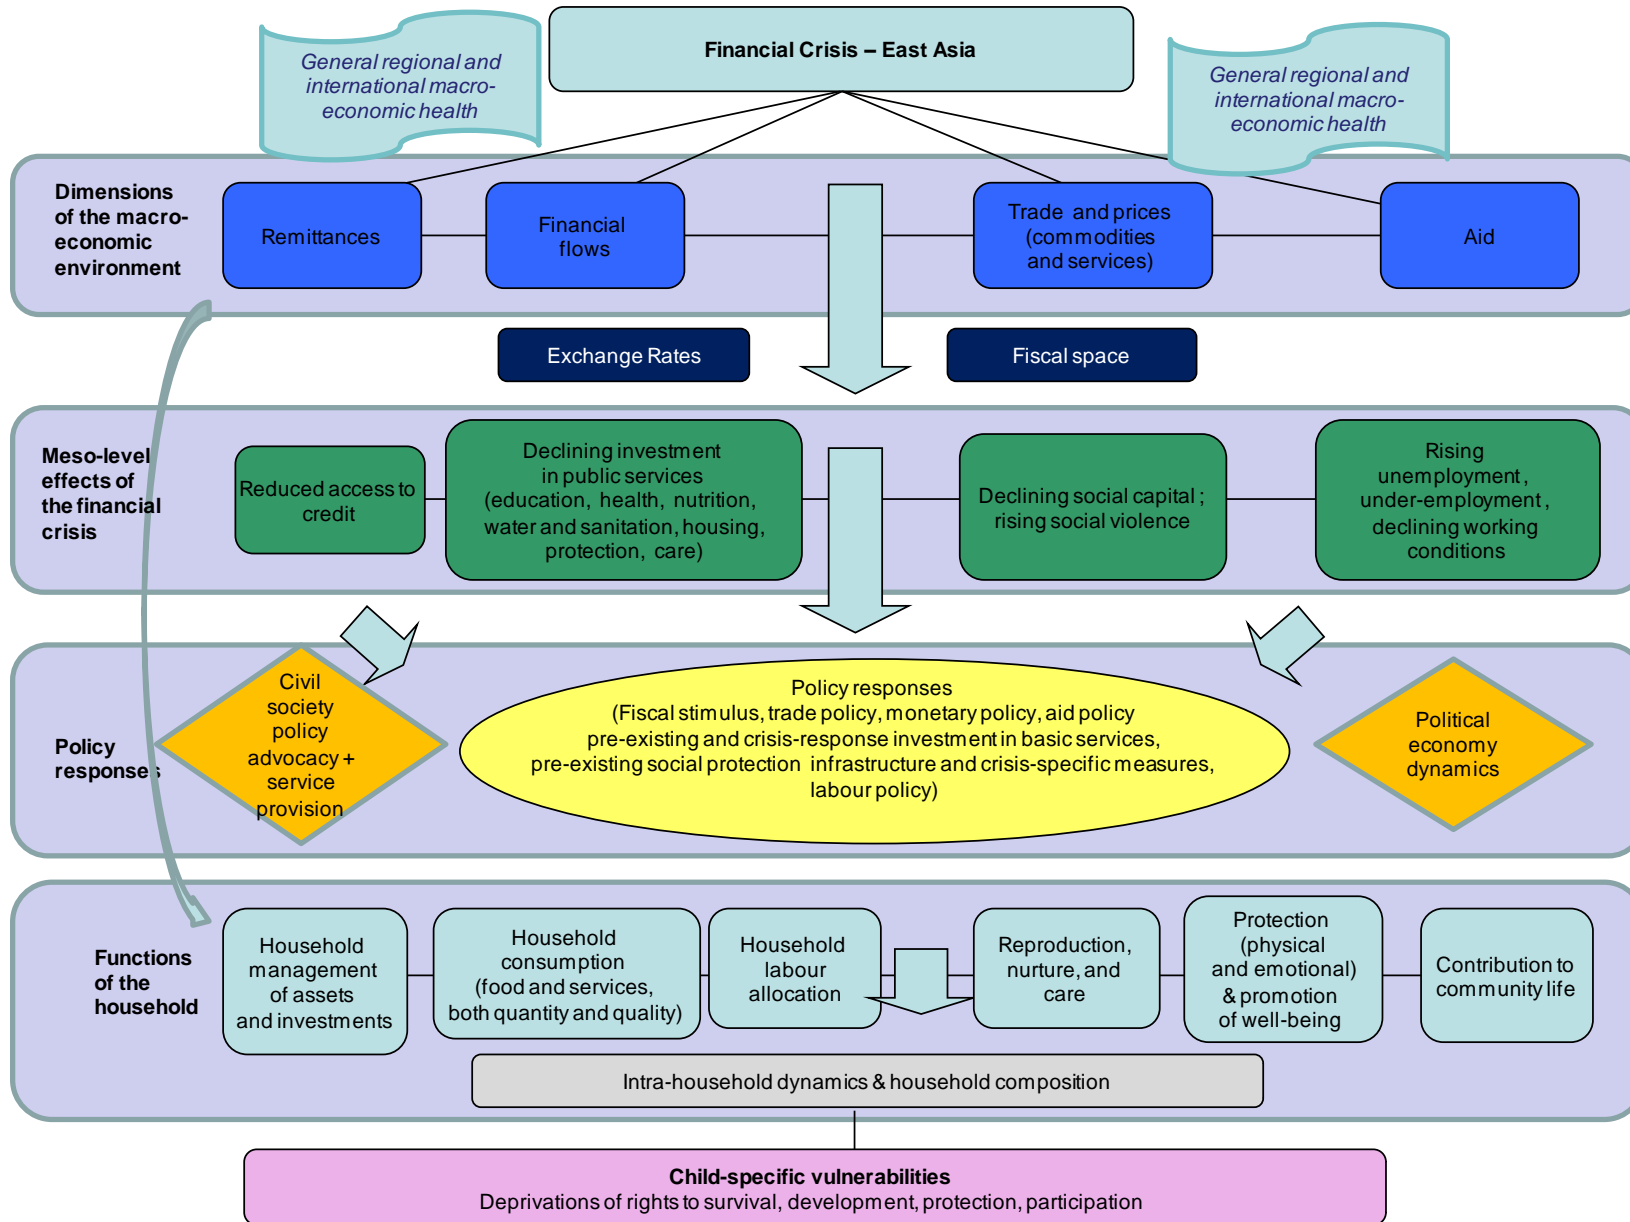 Financial Crisis – East Asia
General regional and
international macro-
economic health
General regional and
international macro-
economic health
Dimensions
of the macro-
economic
environment
Remittances
Financial
flows
Trade and prices
(commodities
and services)
Aid
Exchange Rates
Fiscal space
Meso-level
effects of
the financial
crisis
Reduced access to
credit
Declining investment
in public services
(education, health, nutrition,
water and sanitation, housing,
protection, care)
Declining social capital ;
rising social violence
Rising
unemployment,
under-employment,
declining working
conditions
Policy
responses
Civil
society
policy
advocacy +
service
provision
Policy responses
(Fiscal stimulus, trade policy, monetary policy, aid policy
pre-existing and crisis-response investment in basic services,
pre-existing social protection infrastructure and crisis-specific measures,
labour policy)
Political
economy
dynamics
Functions
of the
household
Household
management
of assets
and investments
Household
consumption
(food and services,
both quantity and quality)
Household
labour
allocation
Reproduction,
nurture, and
care
Protection
(physical
and emotional)
& promotion
of well-being
Contribution to
community life
Intra-household dynamics & household composition
Child-specific vulnerabilities
Deprivations of rights to survival, development, protection, participation